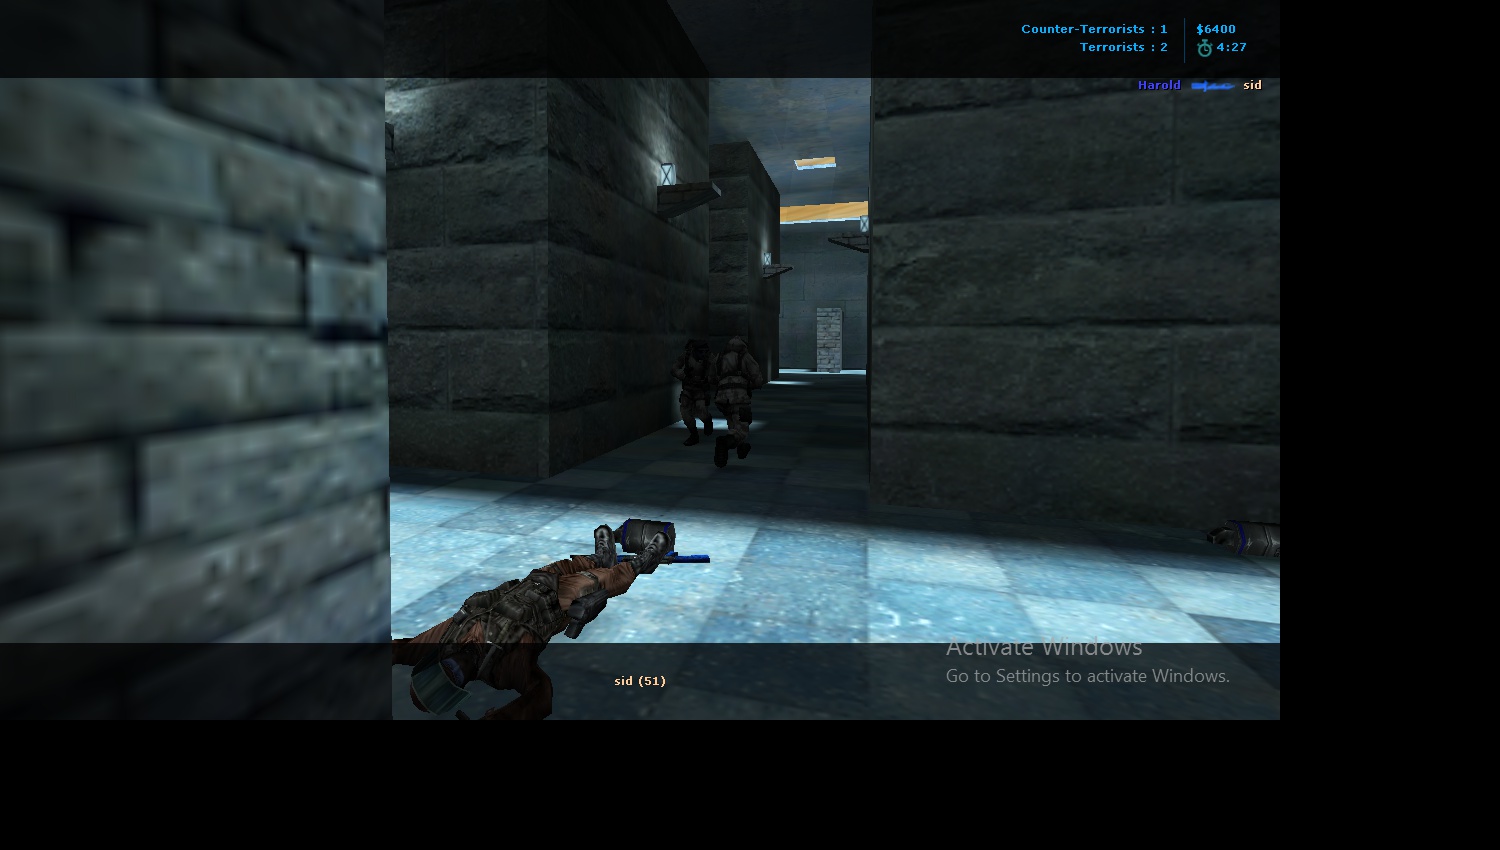 Counter-Terrorists : 1 $6400
Terrorists : 2 4:27
Harold sid
Activate Windows
Go to Settings to activate Windows.
sid (51)